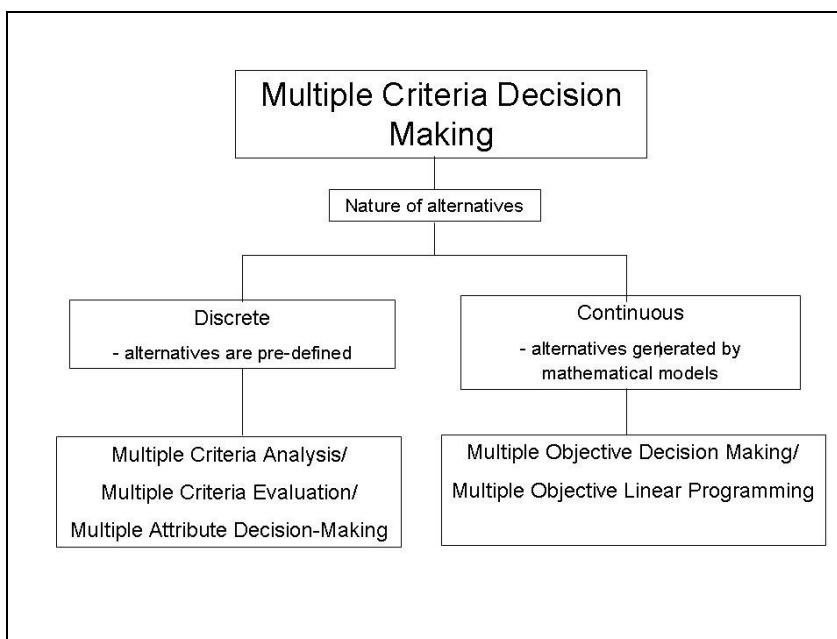 Multiple Criteria Decision
Making
Nature of alternatives
Discrete
- alternatives are pre-defined
Continuous
- alternatives generated by
mathematical models
Multiple Criteria Analysis/
Multiple Criteria Evaluation/
Multiple Attribute Decision-Making
Multiple Objective Decision Making/
Multiple Objective Linear Programming